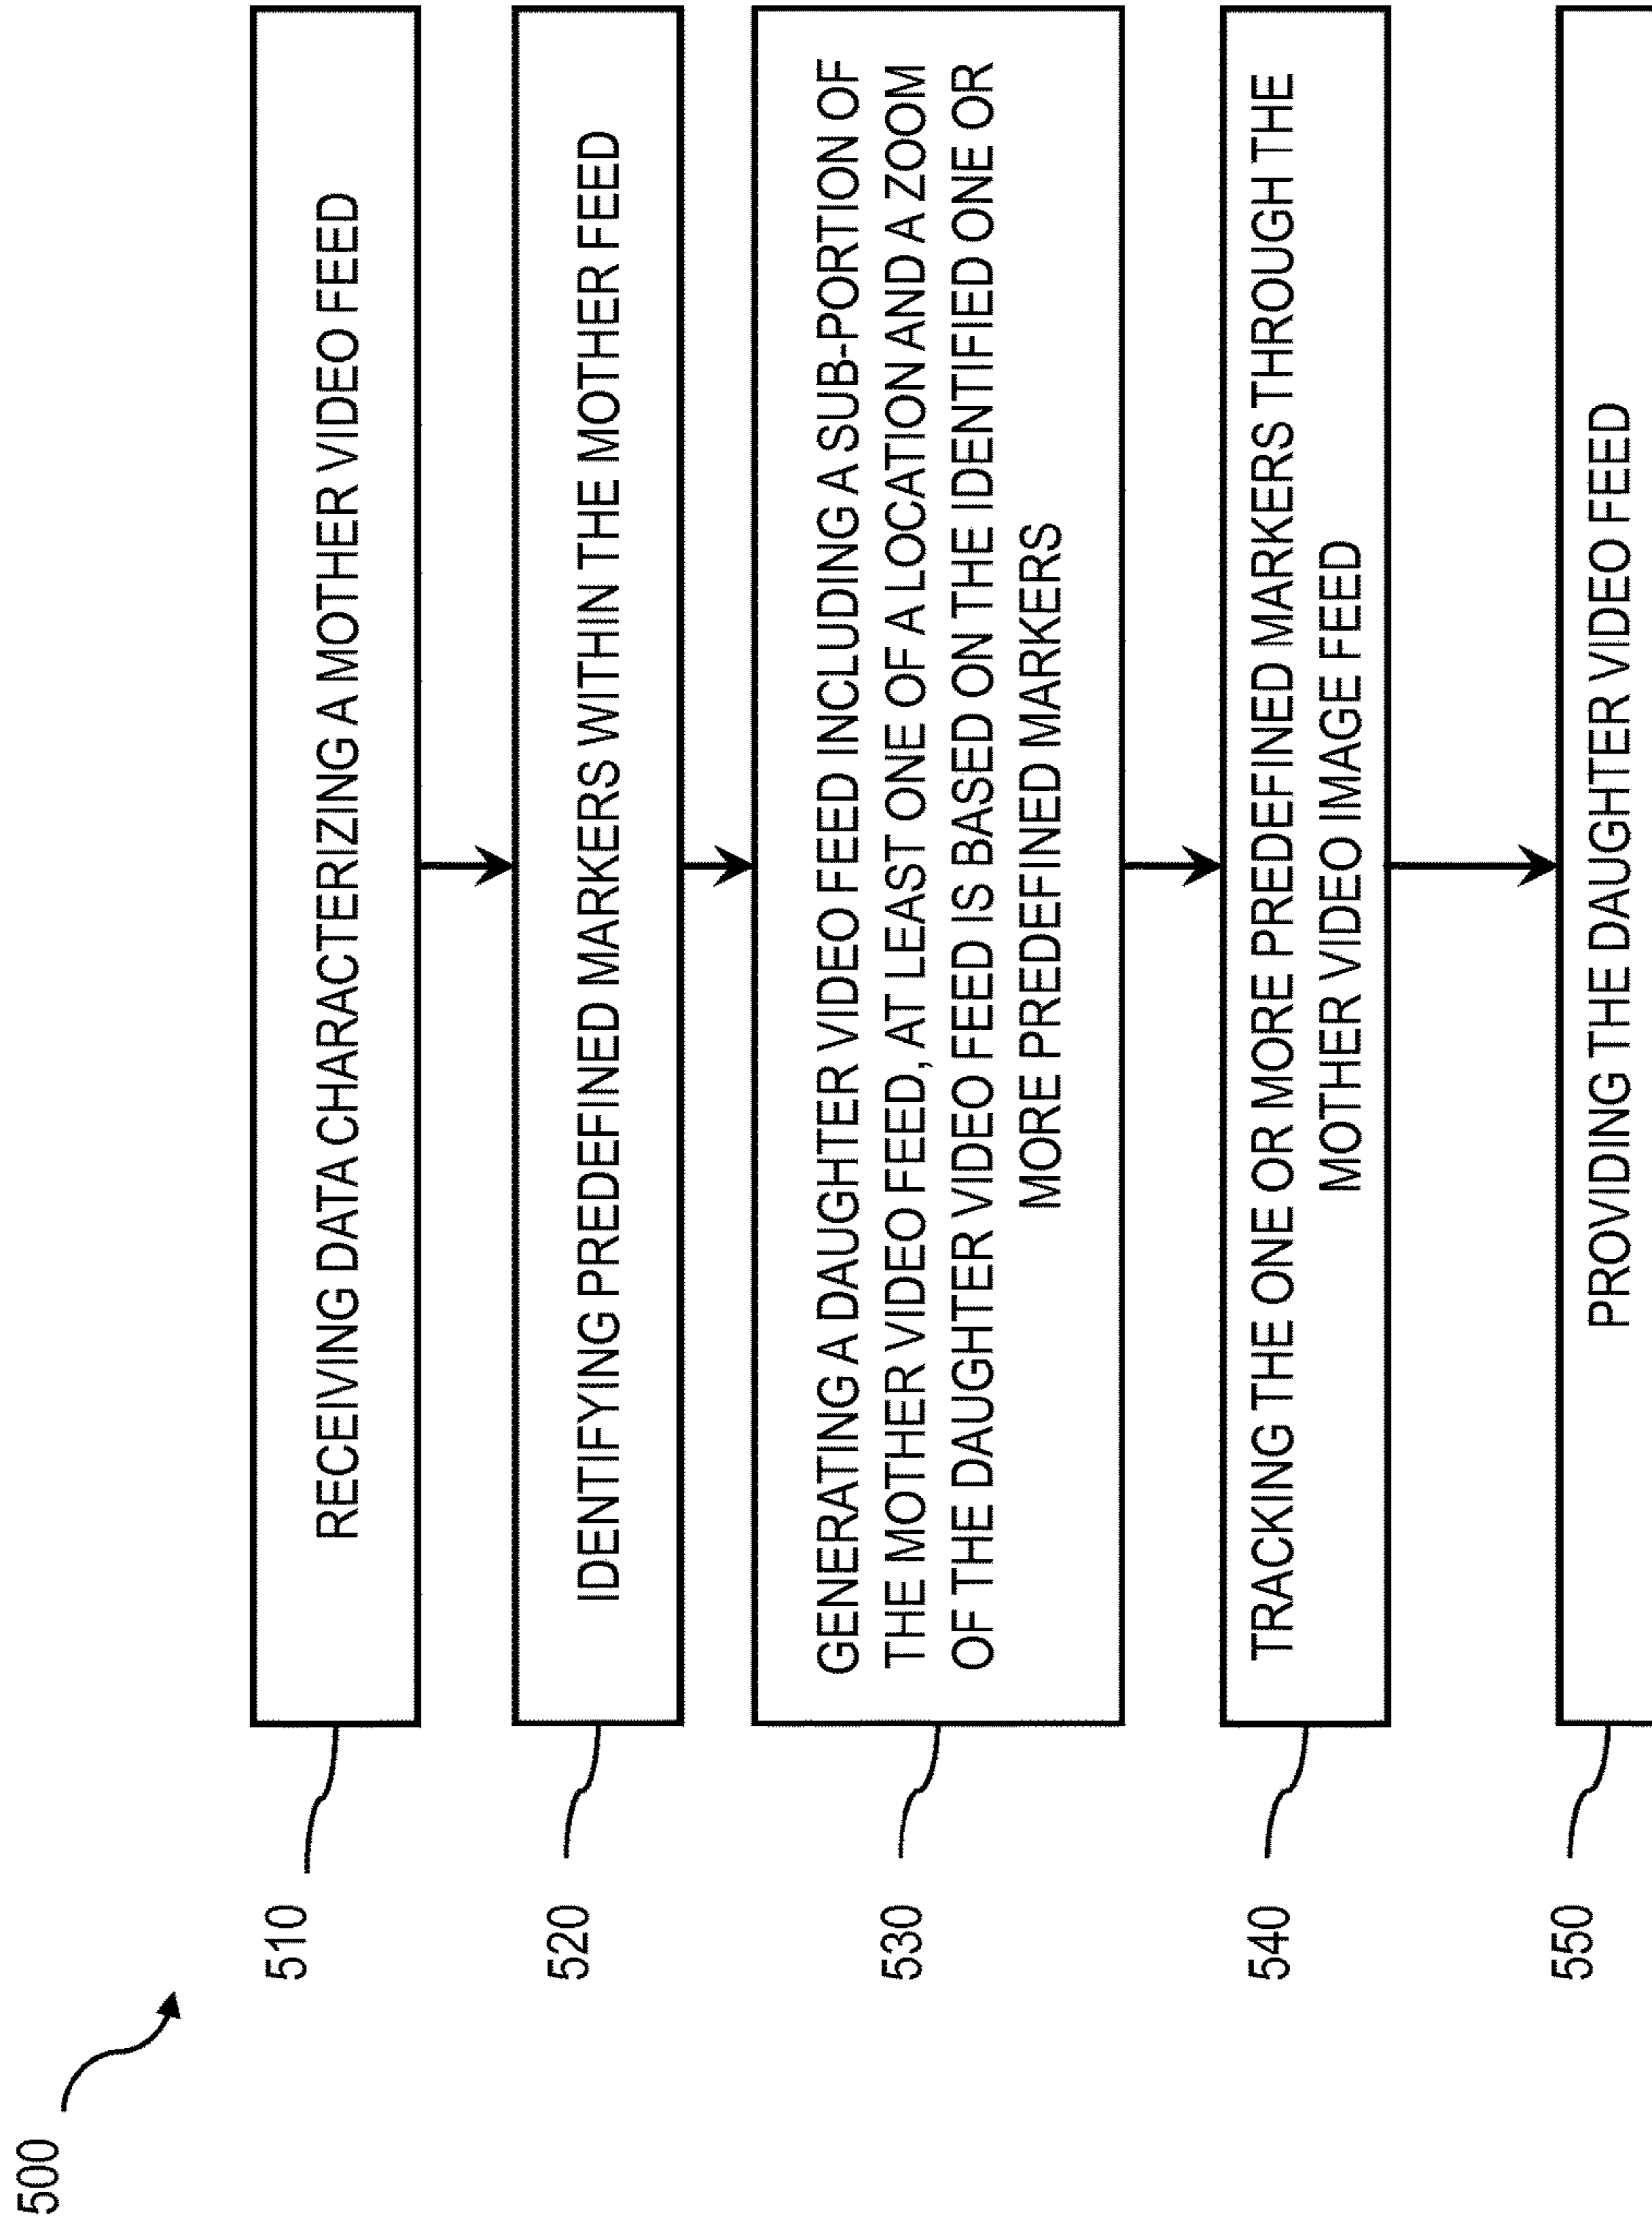 500
510
RECEIVING DATA CHARACTERIZING A MOTHER VIDEO FEED
520
IDENTIFYING PREDEFINED MARKERS WITHIN THE MOTHER FEED
530
GENERATING A DAUGHTER VIDEO FEED INCLUDING A SUB-PORTION OF
THE MOTHER VIDEO FEED, AT LEAST ONE OF A LOCATION AND A ZOOM
OF THE DAUGHTER VIDEO FEED IS BASED ON THE IDENTIFIED ONE OR
MORE PREDEFINED MARKERS
540
TRACKING THE ONE OR MORE PREDEFINED MARKERS THROUGH THE
MOTHER VIDEO IMAGE FEED
550
PROVIDING THE DAUGHTER VIDEO FEED